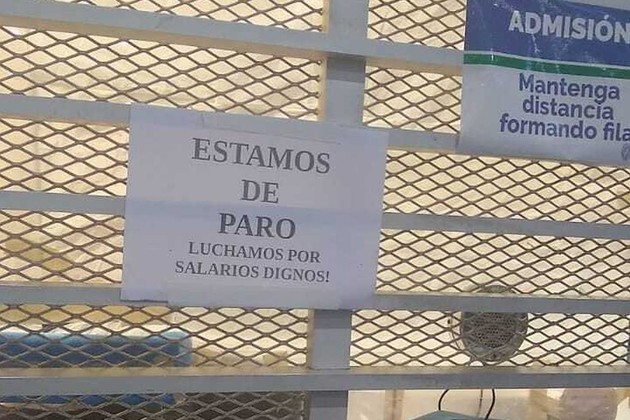 ESTAMOS
DE
PARO
LUCHAMOS POR
SALARIOS DIGNOS!
ADMISIÓN
Mantenga
distancia
formando fila